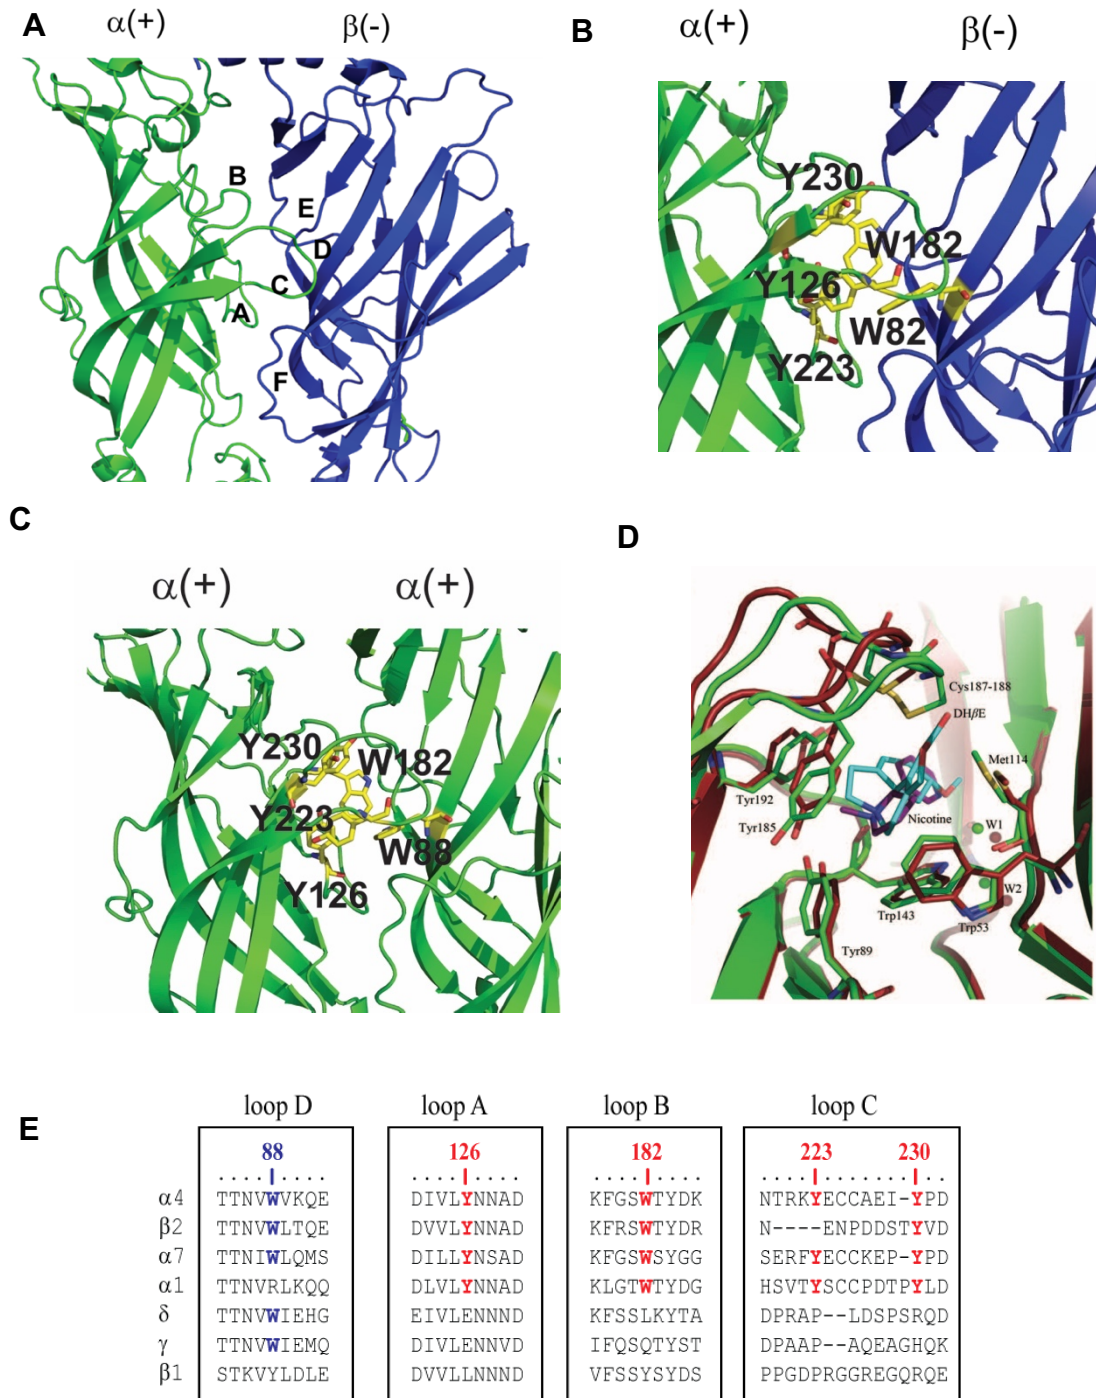 A
α(+)
β(-)
B
E
D
C
A
F
B
α(+)
β(-)
Y230
W182
Y126
W82
Y223
C
α(+)
α(+)
Y230
W182
Y223
W88
Y126
D
Cys187-188
DHβE
Met114
Tyr192
Nicotine
Tyr185
W1
W2
Trp143
Trp53
Tyr89
E
loop D loop A loop B loop C
88 126 182 223 230
α4 TTNVWVKQE DIVLYNNAD KFGSWTYDK NTRKYECCAEI-YPD
β2 TTNVWLTQE DVVLYNNAD KFRSWTYDR N----ENPDDSTYVD
α7 TTNIWLQMS DILLYNSAD KFGSWSYGG SERFYECCKEP-YPD
α1 TTNVRLKQQ DLVLYNNAD KLGTWTYDG HSVTYSCCPDTPYLD
δ TTNVWIEHG EIVLENNND KFSSLKYTA DPRAP--LDSPSRQD
γ TTNVWIEMQ DIVLENNVD IFQSQTYST DPAAP--AQEAGHQK
β1 STKVYLDLE DVVLLNNND VFSSYSYDS PPGDPRGGREGQRQE